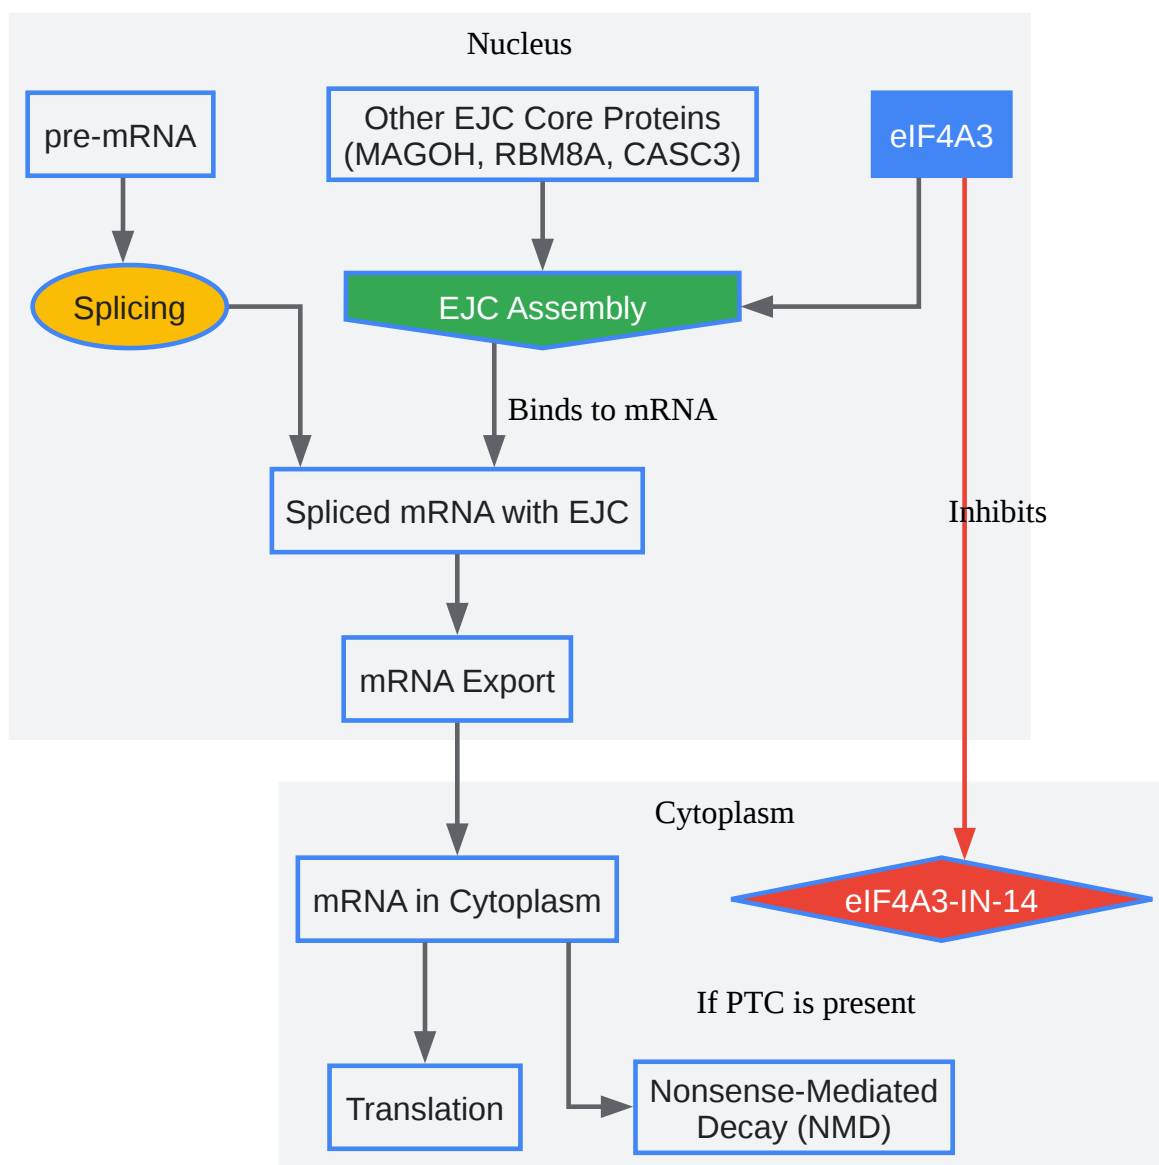 Nucleus
pre-mRNA
Other EJC Core Proteins
(MAGOH, RBM8A, CASC3)
eIF4A3
Splicing
EJC Assembly
Binds to mRNA
Spliced mRNA with EJC
Inhibits
mRNA Export
Cytoplasm
mRNA in Cytoplasm
eIF4A3-IN-14
If PTC is present
Translation
Nonsense-Mediated
Decay (NMD)